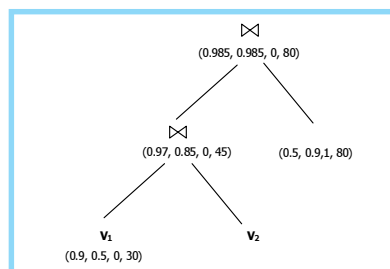 ⋈
(0.985, 0.985, 0, 80)
⋈
(0.97, 0.85, 0, 45)
(0.5, 0.9,1, 80)
V₁
V₂
(0.9, 0.5, 0, 30)